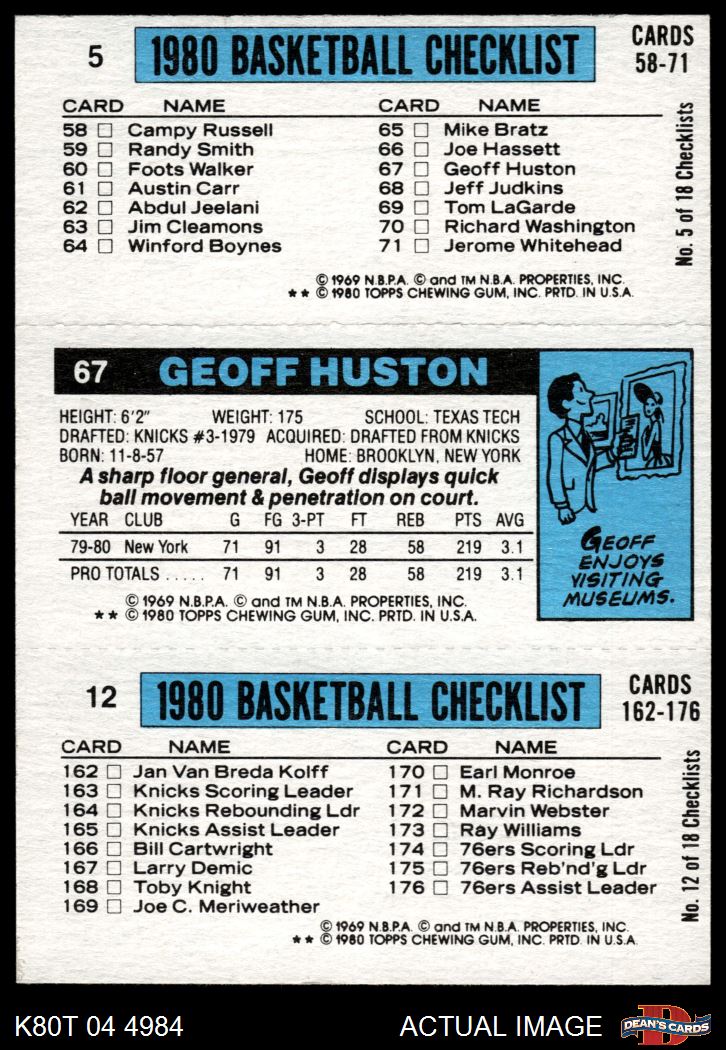 5 1980 BASKETBALL CHECKLIST CARDS 58-71
CARD NAME CARD NAME
58 Campy Russell 65 Mike Bratz
59 Randy Smith 66 Joe Hassett
60 Foots Walker 67 Geoff Huston
61 Austin Carr 68 Jeff Judkins
62 Abdul Jeelani 69 Tom LaGarde
63 Jim Cleamons 70 Richard Washington
64 Winford Boynes 71 Jerome Whitehead
No. 5 of 18 Checklists
© 1969 N.B.P.A. © and TM N.B.A. PROPERTIES, INC.
★★ © 1980 TOPPS CHEWING GUM, INC. PRTD. IN U.S.A.
67 GEOFF HUSTON
HEIGHT: 6'2" WEIGHT: 175 SCHOOL: TEXAS TECH
DRAFTED: KNICKS #3-1979 ACQUIRED: DRAFTED FROM KNICKS
BORN: 11-8-57 HOME: BROOKLYN, NEW YORK
A sharp floor general, Geoff displays quick
ball movement & penetration on court.
YEAR CLUB G FG 3-PT FT REB PTS AVG
79-80 New York 71 91 3 28 58 219 3.1
PRO TOTALS ..... 71 91 3 28 58 219 3.1
© 1969 N.B.P.A. © and TM N.B.A. PROPERTIES, INC.
★★ © 1980 TOPPS CHEWING GUM, INC. PRTD. IN U.S.A.
GEOFF
ENJOYS
VISITING
MUSEUMS.
12 1980 BASKETBALL CHECKLIST CARDS 162-176
CARD NAME CARD NAME
162 Jan Van Breda Kolff 170 Earl Monroe
163 Knicks Scoring Leader 171 M. Ray Richardson
164 Knicks Rebounding Ldr 172 Marvin Webster
165 Knicks Assist Leader 173 Ray Williams
166 Bill Cartwright 174 76ers Scoring Ldr
167 Larry Demic 175 76ers Reb'nd'g Ldr
168 Toby Knight 176 76ers Assist Leader
169 Joe C. Meriweather
No. 12 of 18 Checklists
© 1969 N.B.P.A. © and TM N.B.A. PROPERTIES, INC.
★★ © 1980 TOPPS CHEWING GUM, INC. PRTD. IN U.S.A.
K80T 04 4984 ACTUAL IMAGE D DEAN'S CARDS